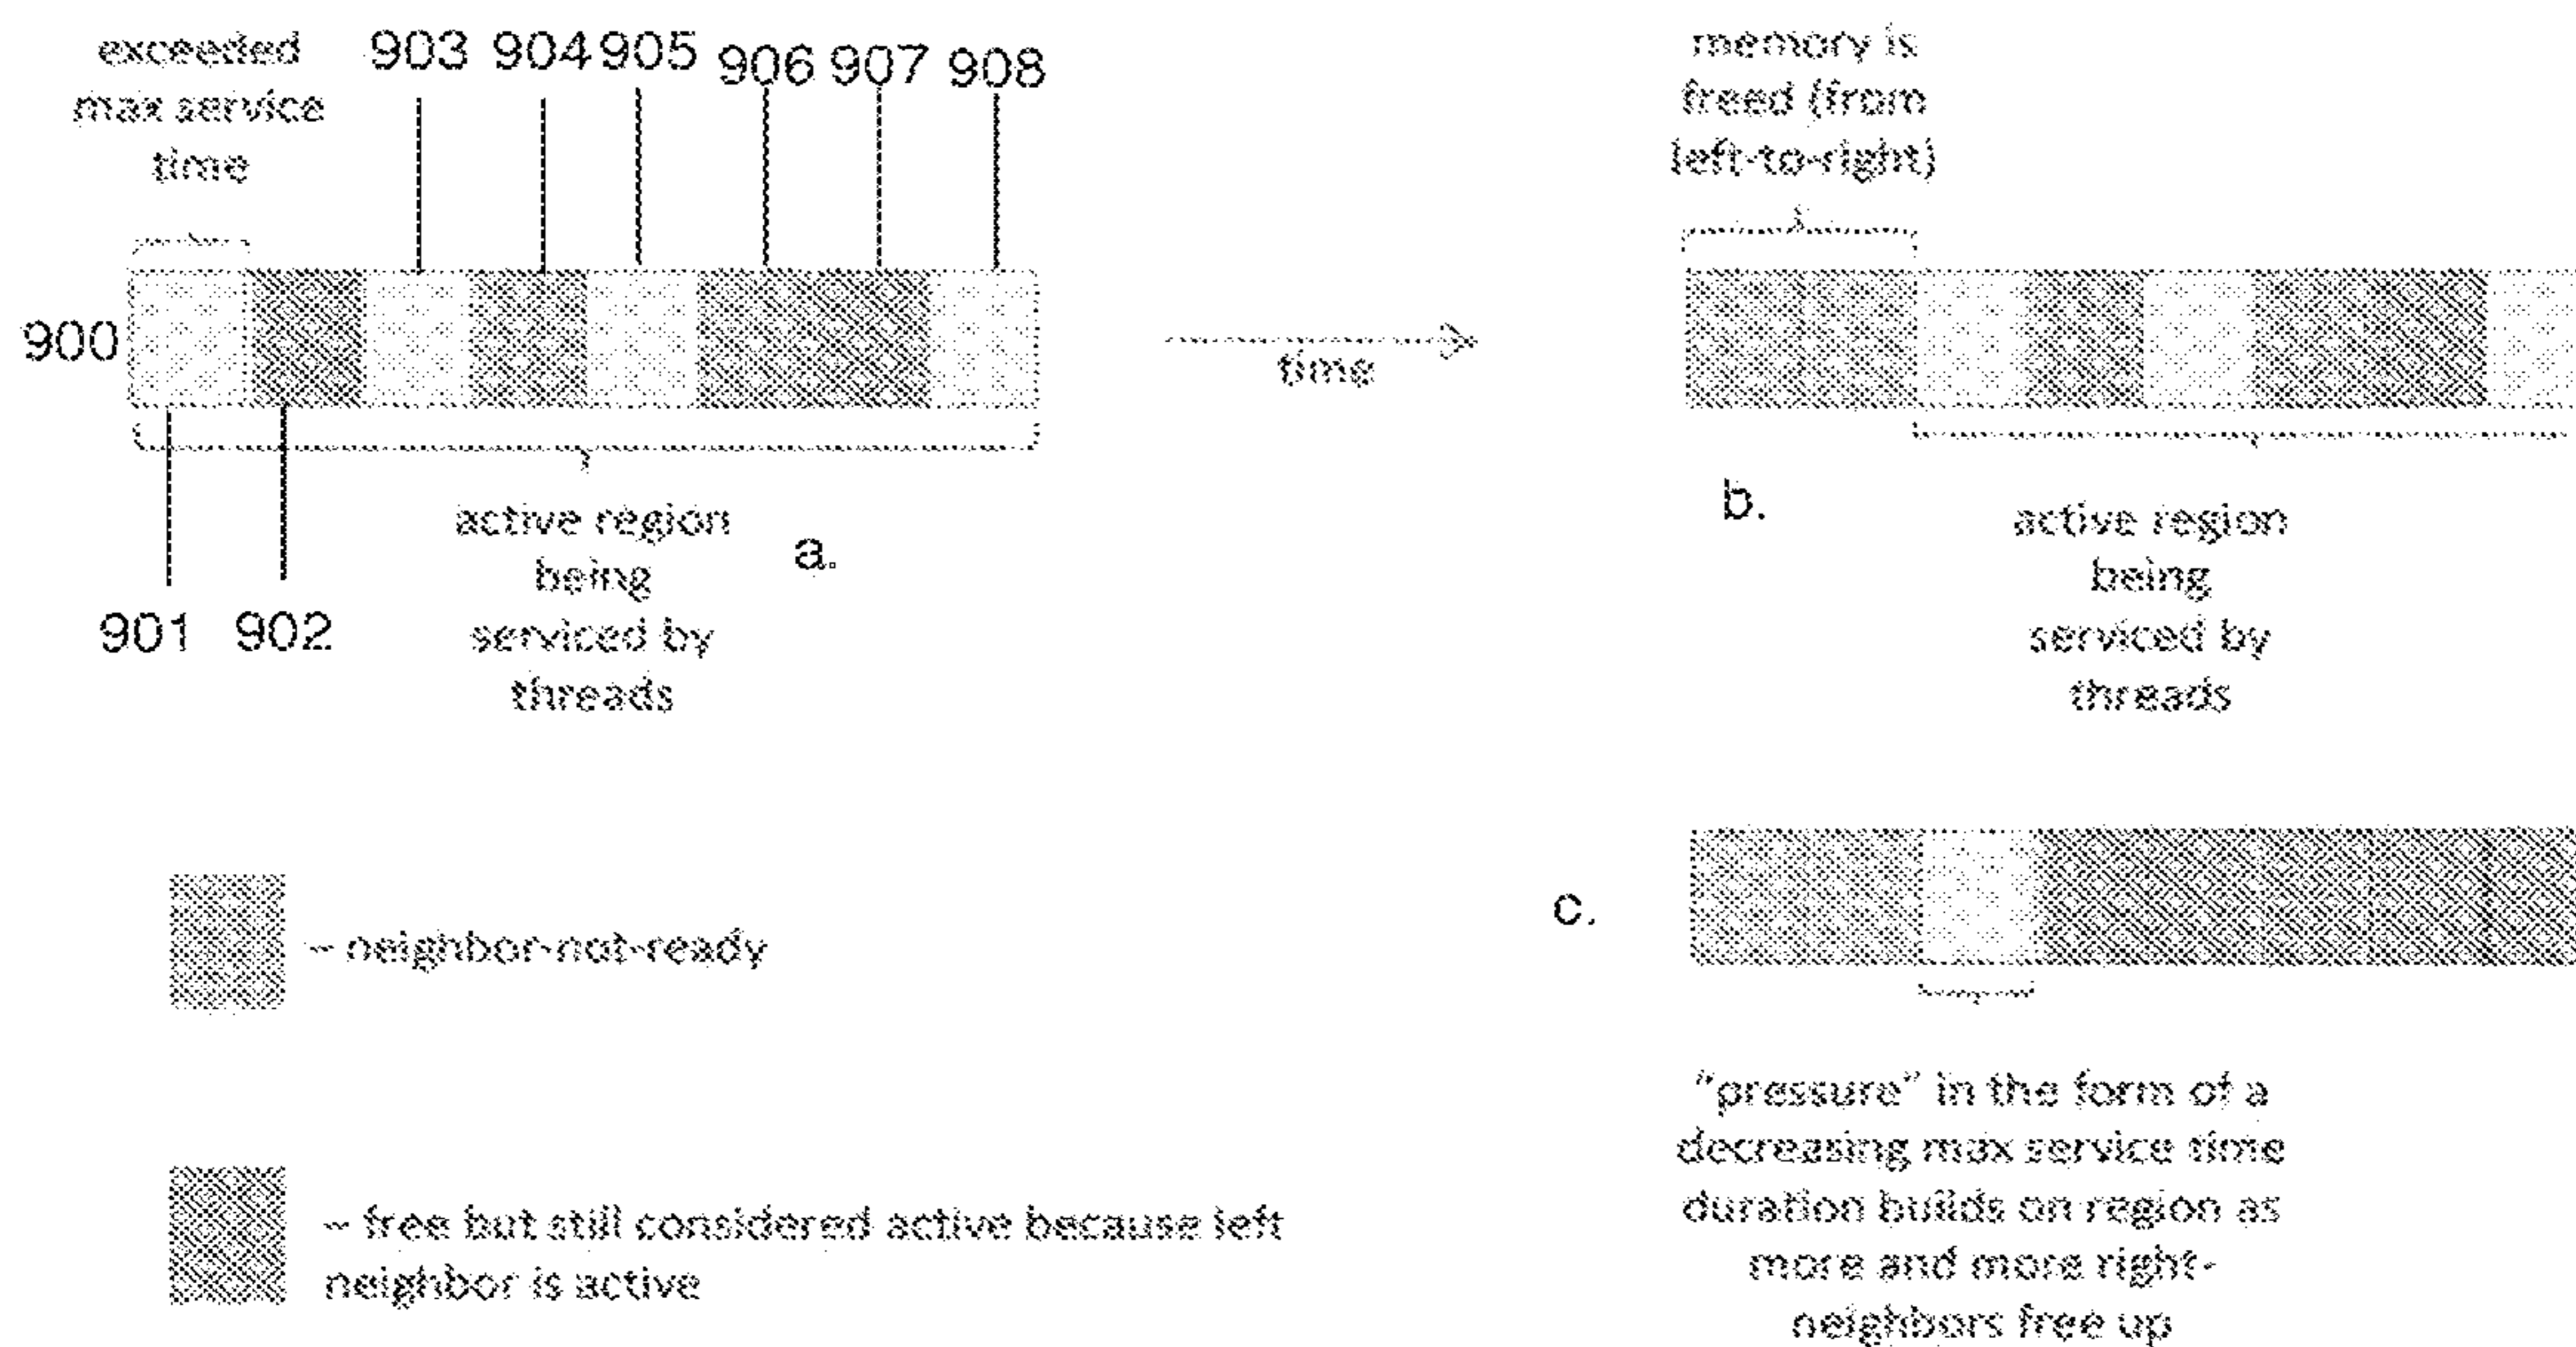 exceeded
max service
time
903 904 905 906 907 908
900
901 902
active region
being
serviced by
threads
a.
time
memory is
freed (from
left-to-right)
b.
active region
being
serviced by
threads
~ neighbor-not-ready
~ free but still considered active because left
neighbor is active
c.
"pressure" in the form of a
decreasing max service time
duration builds on region as
more and more right-
neighbors free up